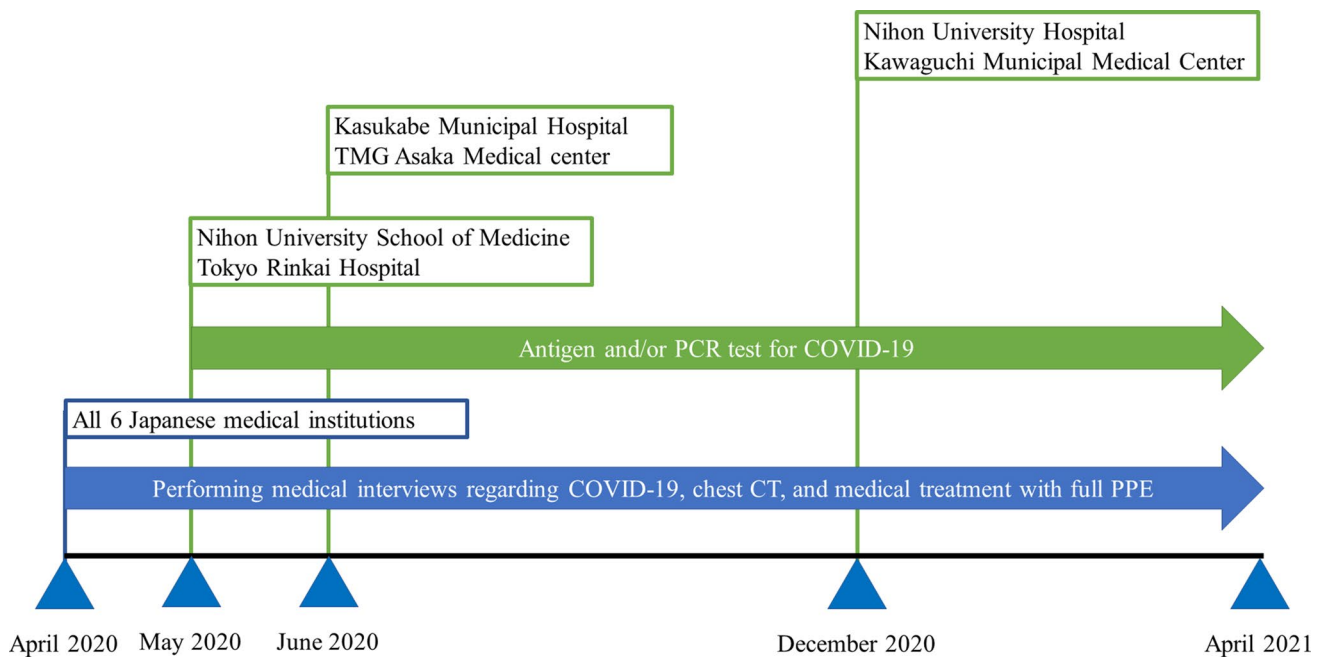 Nihon University Hospital
Kawaguchi Municipal Medical Center
Kasukabe Municipal Hospital
TMG Asaka Medical center
Nihon University School of Medicine
Tokyo Rinkai Hospital
Antigen and/or PCR test for COVID-19
All 6 Japanese medical institutions
Performing medical interviews regarding COVID-19, chest CT, and medical treatment with full PPE
April 2020
May 2020
June 2020
December 2020
April 2021